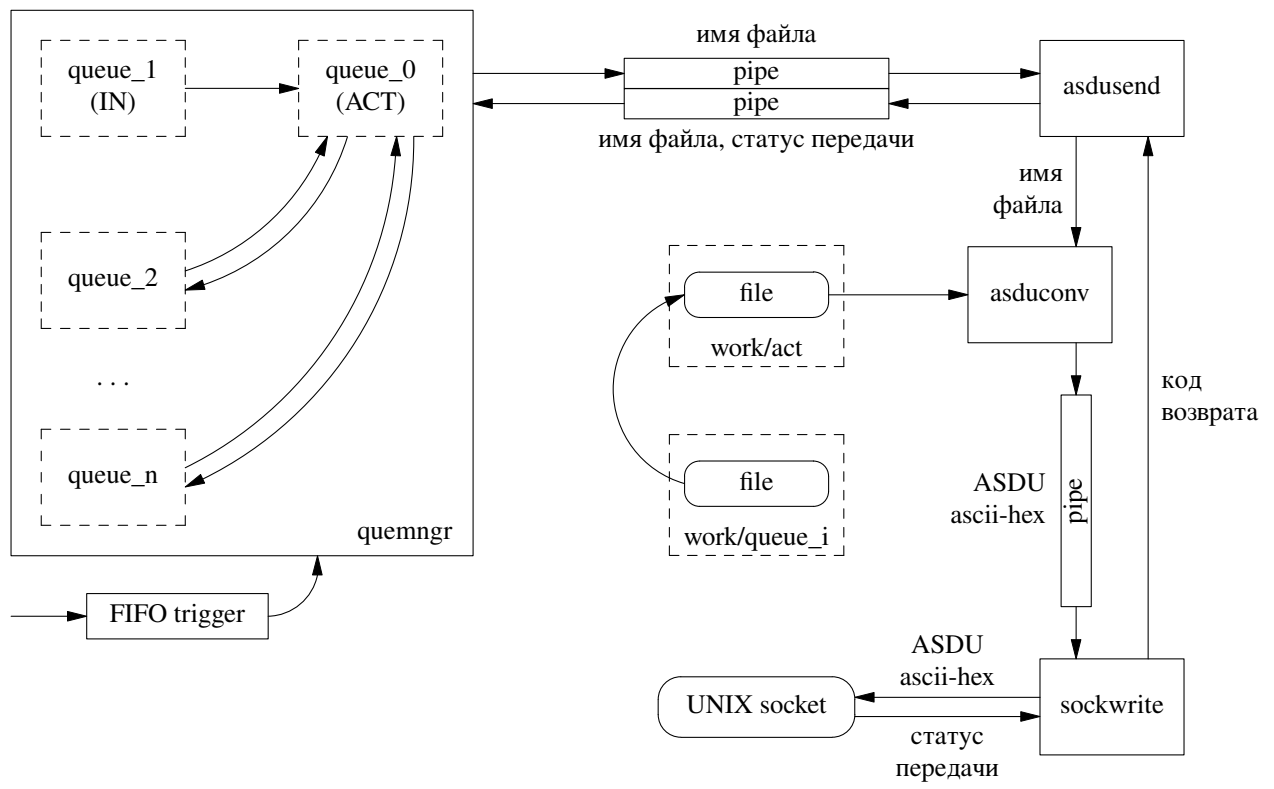 имя файла
queue_1
(IN)
queue_0
(ACT)
pipe
pipe
asdusend
имя файла, статус передачи
имя
файла
queue_2
file
asduconv
work/act
. . .
код
возврата
queue_n
file
ASDU
ascii-hex
pipe
quemngr
work/queue_i
FIFO trigger
ASDU
ascii-hex
UNIX socket
sockwrite
статус
передачи